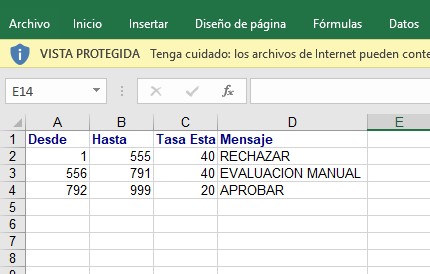 Archivo Inicio Insertar Diseño de página Fórmulas Datos
VISTA PROTEGIDA Tenga cuidado: los archivos de Internet pueden conte
E14 fx
A B C D E
1 Desde Hasta Tasa Esta Mensaje
2 1 555 40 RECHAZAR
3 556 791 40 EVALUACION MANUAL
4 792 999 20 APROBAR
5
6
7
8
9